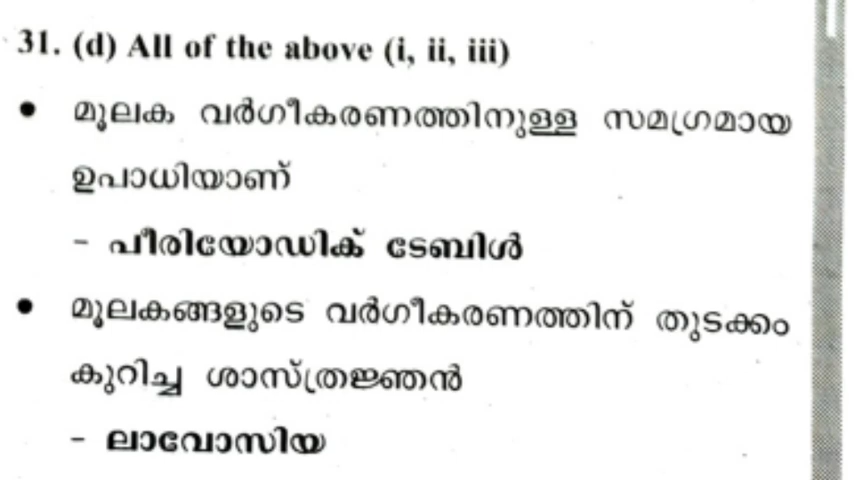 31. (d) All of the above (i, ii, iii)
• മൂലക വർഗീകരണത്തിനുള്ള സമഗ്രമായ
ഉപാധിയാണ്
- പീരിയോഡിക് ടേബിൾ
• മൂലകങ്ങളുടെ വർഗീകരണത്തിന് തുടക്കം
കുറിച്ച ശാസ്ത്രജ്ഞൻ
- ലാവോസിയ